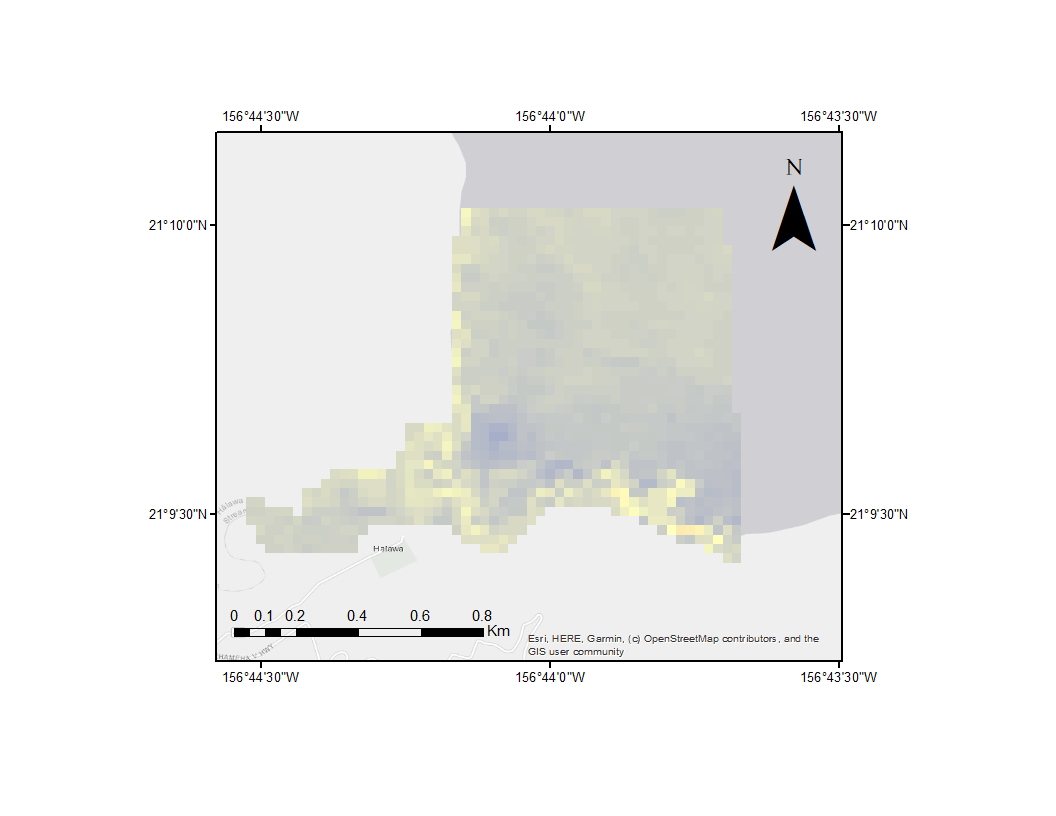 156°44'30"W 156°44'0"W 156°43'30"W
N
21°10'0"N 21°10'0"N
21°9'30"N 21°9'30"N
Halawa
Stream
Halawa
0 0.1 0.2 0.4 0.6 0.8
Km
Esri, HERE, Garmin, (c) OpenStreetMap contributors, and the
GIS user community
156°44'30"W 156°44'0"W 156°43'30"W